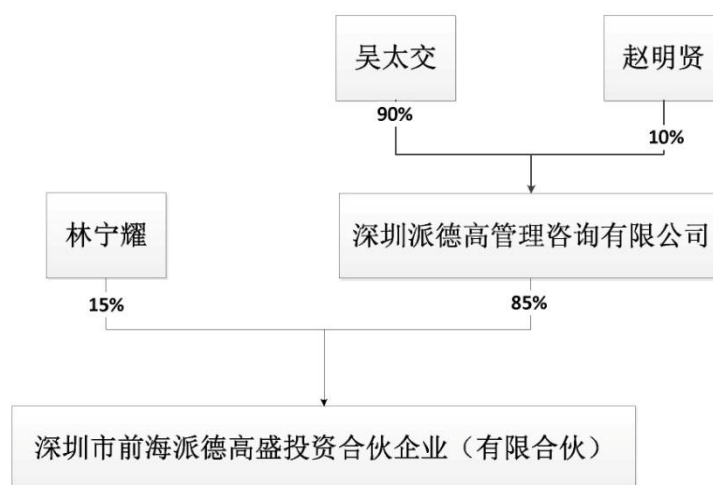 吴太交
赵明贤
90%
10%
林宁耀
深圳派德高管理咨询有限公司
15%
85%
深圳市前海派德高盛投资合伙企业（有限合伙）